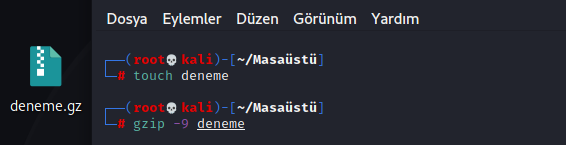 Dosya Eylemler Düzen Görünüm Yardım
┌──(root💀kali)-[~/Masaüstü]
└─# touch deneme
┌──(root💀kali)-[~/Masaüstü]
└─# gzip -9 deneme
deneme.gz